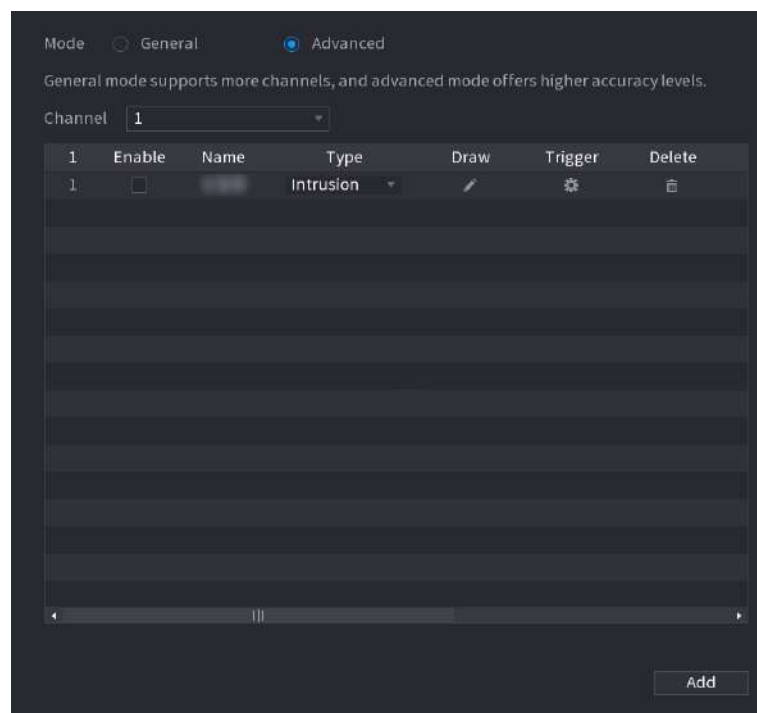 Mode General Advanced
General mode supports more channels, and advanced mode offers higher accuracy levels.
Channel 1
1 Enable Name Type Draw Trigger Delete
1 Intrusion
Add